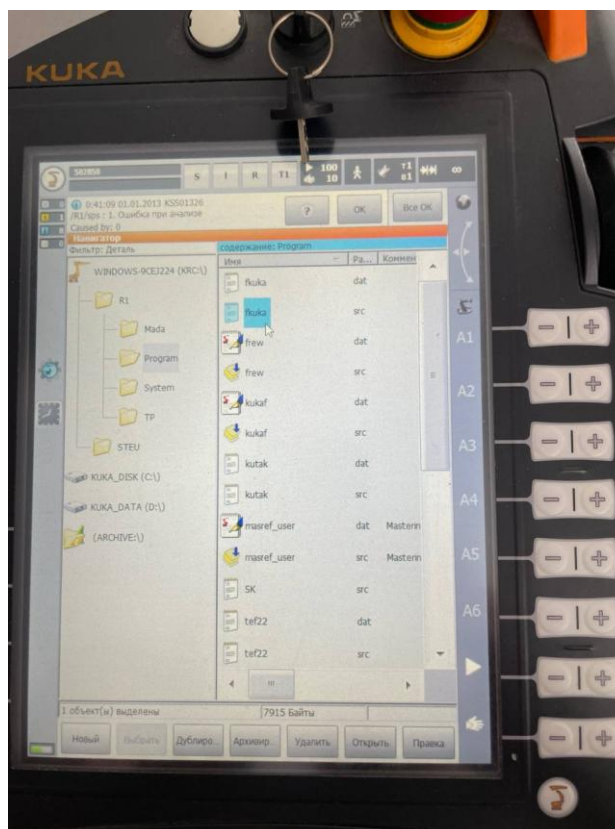 KUKA
S I R T1 100 10 T1 B1 ∞
0:41:09 01.01.2013 KSS01326
/R1/sps : 1. Ошибка при анализе
Caused by: 0
? OK Все OK
Навигатор
Фильтр: Деталь
содержание: Program
Имя Ра... Коммен
WINDOWS-9CEJ224 (KRC:\)
R1
Mada
Program
System
TP
STEU
KUKA_DISK (C:\)
KUKA_DATA (D:\)
(ARCHIVE:\)
fkuka dat
fkuka src
frew dat
frew src
kukaf dat
kukaf src
kutak dat
kutak src
masref_user dat Masterin
masref_user src Masterin
SK src
tef22 dat
tef22 src
A1
A2
A3
A4
A5
A6
1 объект(ы) выделены
7915 Байты
Новый Выбрать Дублиро... Архивир... Удалить Открыть Правка